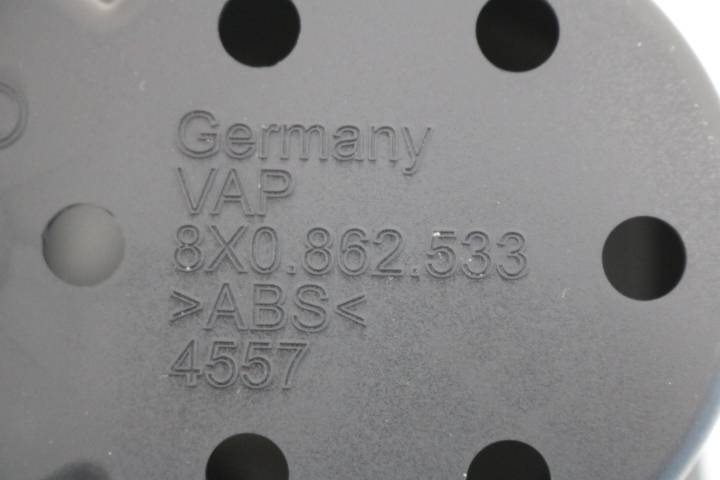 Germany
VAP
8X0.862.533
>ABS<
4557